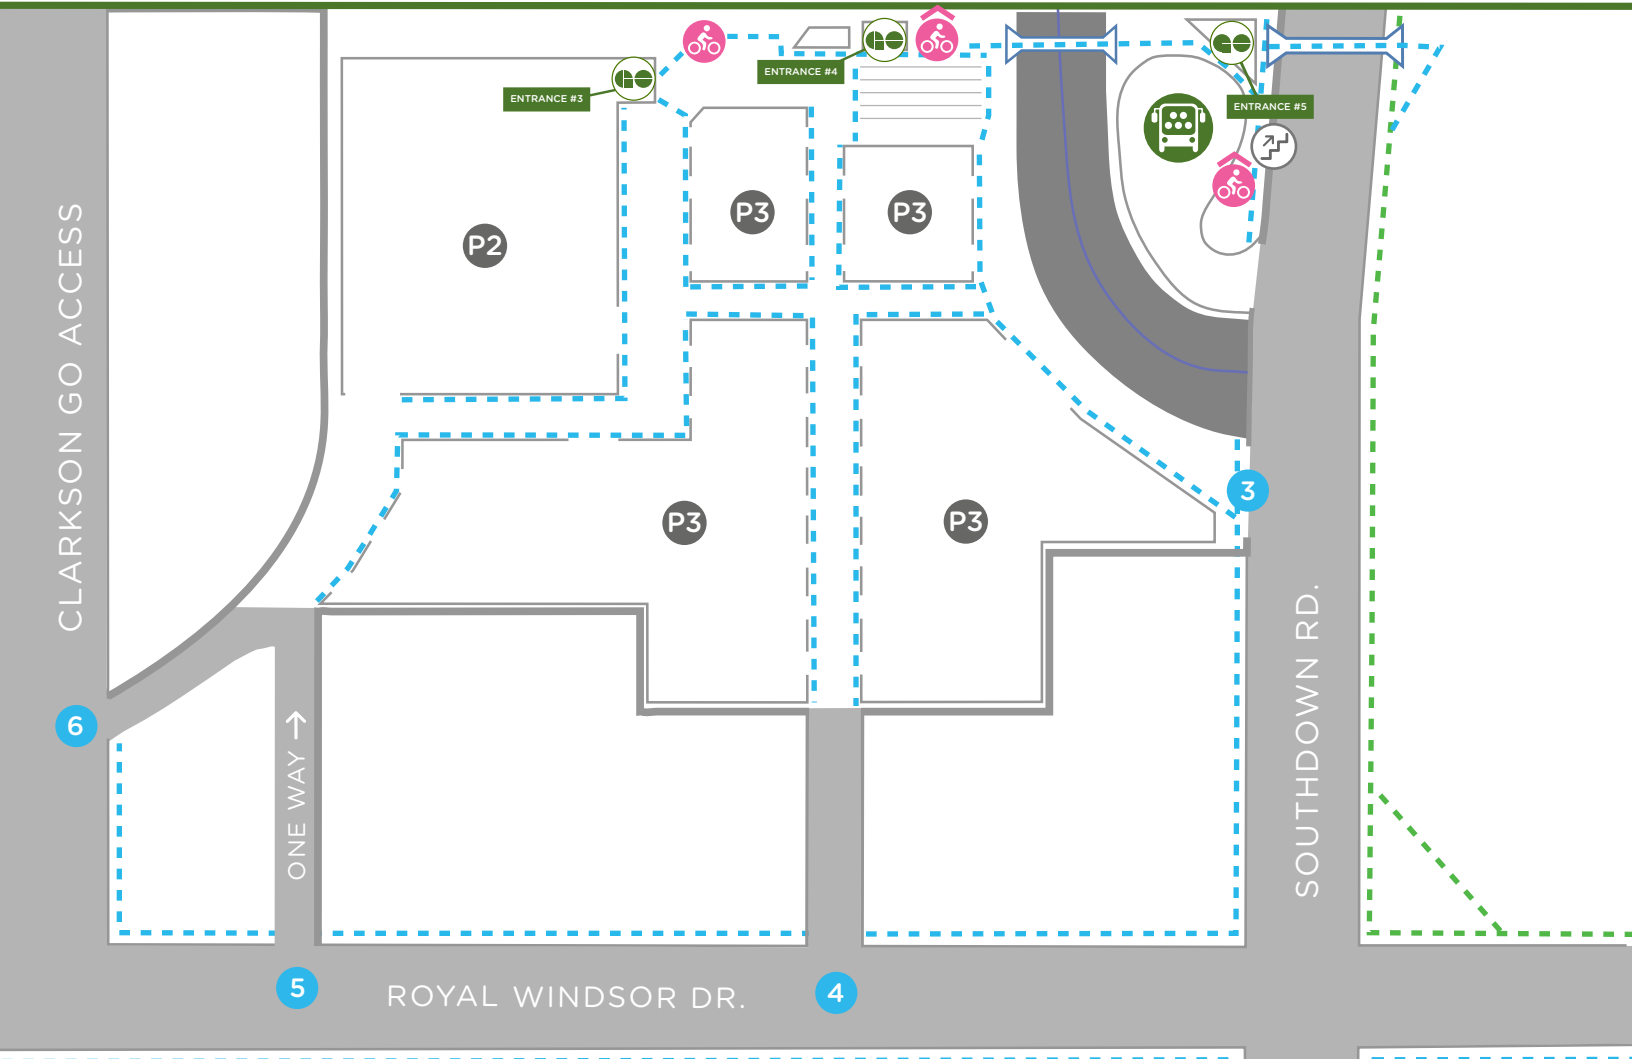 ENTRANCE #3
ENTRANCE #4
ENTRANCE #5
P2
P3
P3
P3
P3
CLARKSON GO ACCESS
ONE WAY →
SOUTHDOWN RD.
ROYAL WINDSOR DR.
3
4
5
6